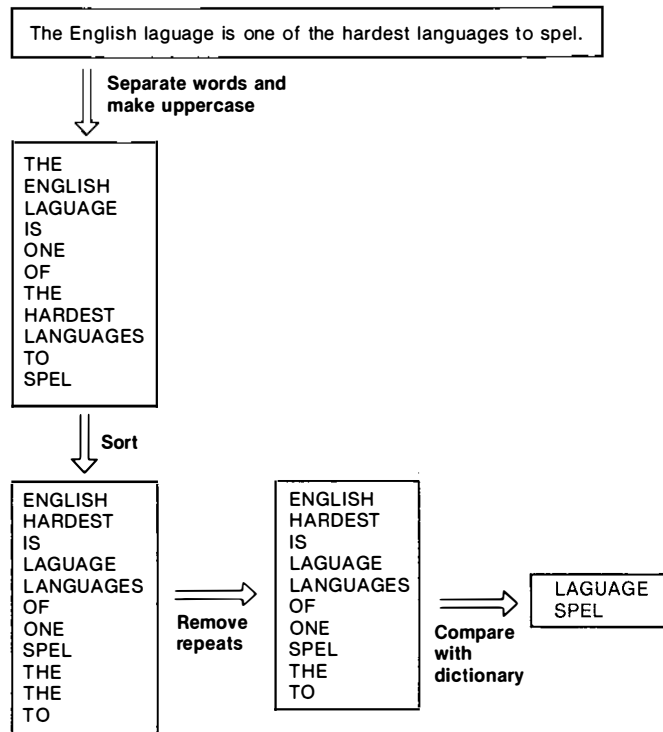 The English laguage is one of the hardest languages to spel.
Separate words and
make uppercase
THE
ENGLISH
LAGUAGE
IS
ONE
OF
THE
HARDEST
LANGUAGES
TO
SPEL
Sort
ENGLISH
HARDEST
IS
LAGUAGE
LANGUAGES
OF
ONE
SPEL
THE
THE
TO
Remove
repeats
ENGLISH
HARDEST
IS
LAGUAGE
LANGUAGES
OF
ONE
SPEL
THE
TO
Compare
with
dictionary
LAGUAGE
SPEL